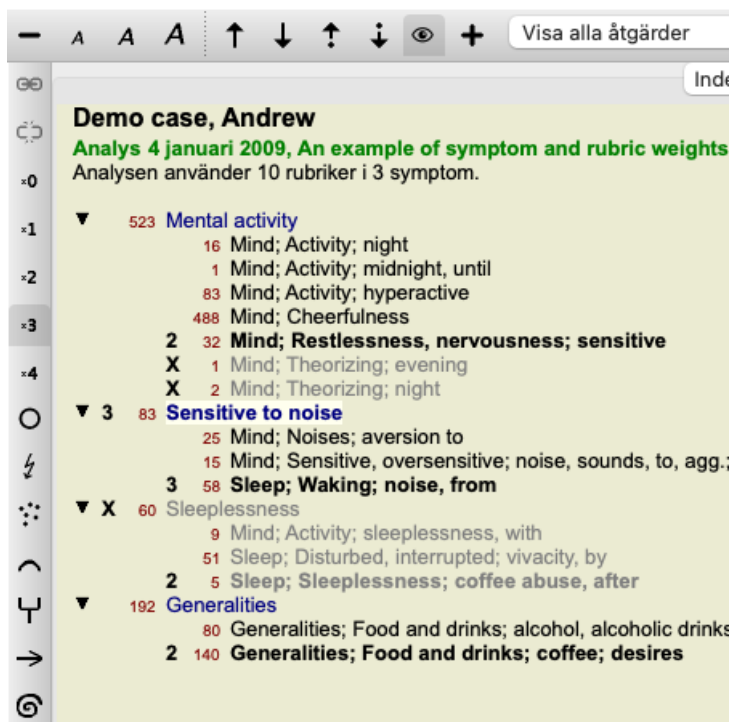 A A A Visa alla åtgärder
Inde
Demo case, Andrew
Analys 4 januari 2009, An example of symptom and rubric weights
Analysen använder 10 rubriker i 3 symptom.
×0
×1
×2
×3
×4
523 Mental activity
16 Mind; Activity; night
1 Mind; Activity; midnight, until
83 Mind; Activity; hyperactive
488 Mind; Cheerfulness
2 32 Mind; Restlessness, nervousness; sensitive
X 1 Mind; Theorizing; evening
X 2 Mind; Theorizing; night
3 83 Sensitive to noise
25 Mind; Noises; aversion to
15 Mind; Sensitive, oversensitive; noise, sounds, to, agg.;
3 58 Sleep; Waking; noise, from
X 60 Sleeplessness
9 Mind; Activity; sleeplessness, with
51 Sleep; Disturbed, interrupted; vivacity, by
2 5 Sleep; Sleeplessness; coffee abuse, after
192 Generalities
80 Generalities; Food and drinks; alcohol, alcoholic drinks
2 140 Generalities; Food and drinks; coffee; desires